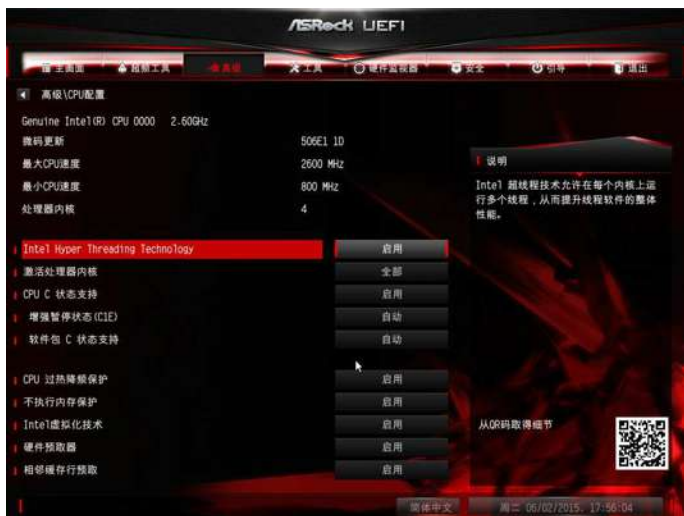 ASRock UEFI
主画面 超频工具 高级 工具 硬件监视器 安全 引导 退出
高级\CPU配置
Genuine Intel(R) CPU 0000 2.60GHz
微码更新 506E1 1D
最大CPU速度 2600 MHz
最小CPU速度 800 MHz
处理器内核 4
Intel Hyper Threading Technology 启用
激活处理器内核 全部
CPU C 状态支持 启用
增强暂停状态(C1E) 自动
软件包 C 状态支持 自动
CPU 过热降频保护 启用
不执行内存保护 启用
Intel虚拟化技术 启用
硬件预取器 启用
相邻缓存行预取 启用
说明
Intel 超线程技术允许在每个内核上运
行多个线程，从而提升线程软件的整体
性能。
从QR码取得细节
简体中文 周二 06/02/2015. 17:56:04